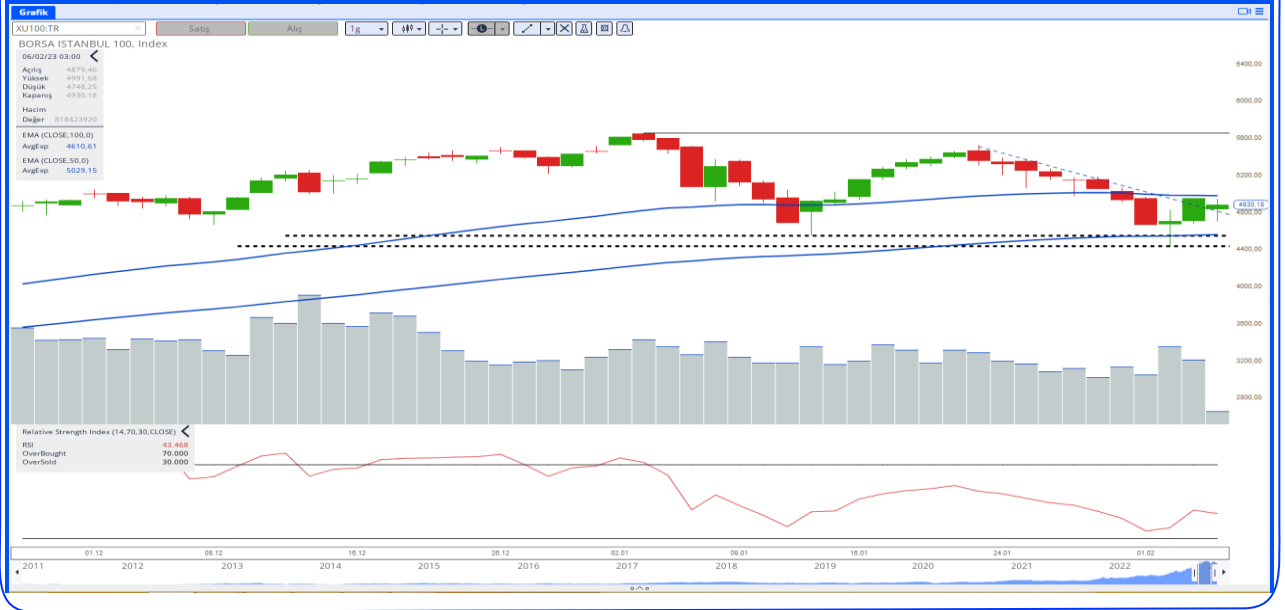 Grafik
XU100:TR
Satış
Alış
1g
BORSA ISTANBUL 100, Index
06/02/23 03:00
Açılış 4879,46
Yüksek 4991,68
Düşük 4748,25
Kapanış 4930,18
Hacim
Değer 818423920
EMA (CLOSE,100,0)
AvgExp 4610,61
EMA (CLOSE,50,0)
AvgExp 5029,15
6400,00
6000,00
5600,00
5200,00
4930,18
4800,00
4400,00
4000,00
3600,00
3200,00
2800,00
Relative Strength Index (14,70,30,CLOSE)
RSI 43.468
OverBought 70.000
OverSold 30.000
01.12 08.12 16.12 26.12 02.01 09.01 16.01 24.01 01.02
2011 2012 2013 2014 2015 2016 2017 2018 2019 2020 2021 2022